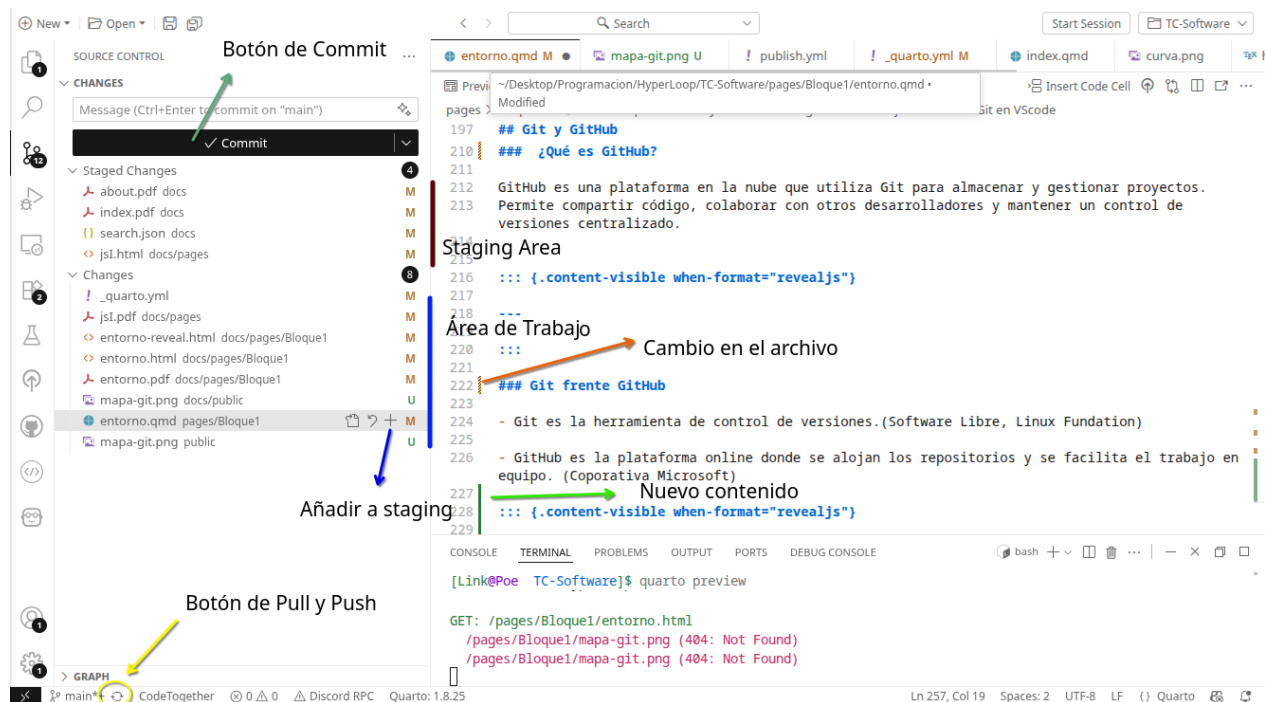 New Open Search Start Session TC-Software
SOURCE CONTROL
Botón de Commit
entorno.qmd M mapa-git.png U publish.yml _quarto.yml M index.qmd curva.png
CHANGES
Message (Ctrl+Enter to commit on "main")
Commit
Staged Changes 4
about.pdf docs M
index.pdf docs M
search.json docs M
jsI.html docs/pages M
Changes 8
_quarto.yml M
jsI.pdf docs/pages M
entorno-reveal.html docs/pages/Bloque1 M
entorno.html docs/pages/Bloque1 M
entorno.pdf docs/pages/Bloque1 M
mapa-git.png docs/public U
entorno.qmd pages/Bloque1 M
mapa-git.png public U
Añadir a staging
Botón de Pull y Push
GRAPH
1
12
2
1
1
Previ
~/Desktop/Programacion/HyperLoop/TC-Software/pages/Bloque1/entorno.qmd •
Modified
Insert Code Cell
pages Git en VScode
197 ## Git y GitHub
210 ### ¿Qué es GitHub?
211
212 GitHub es una plataforma en la nube que utiliza Git para almacenar y gestionar proyectos.
213 Permite compartir código, colaborar con otros desarrolladores y mantener un control de
versiones centralizado.
214
Staging Area
215
216 ::: {.content-visible when-format="revealjs"}
217
218 ---
Área de Trabajo
220 :::
Cambio en el archivo
221
222 ### Git frente GitHub
223
224 - Git es la herramienta de control de versiones.(Software Libre, Linux Fundation)
225
226 - GitHub es la plataforma online donde se alojan los repositorios y se facilita el trabajo en
equipo. (Coporativa Microsoft)
227
Nuevo contenido
228 ::: {.content-visible when-format="revealjs"}
229
CONSOLE TERMINAL PROBLEMS OUTPUT PORTS DEBUG CONSOLE bash
[Link@Poe TC-Software]$ quarto preview
GET: /pages/Bloque1/entorno.html
/pages/Bloque1/mapa-git.png (404: Not Found)
/pages/Bloque1/mapa-git.png (404: Not Found)
main*+ CodeTogether 0 0 Discord RPC Quarto: 1.8.25 Ln 257, Col 19 Spaces: 2 UTF-8 LF {} Quarto